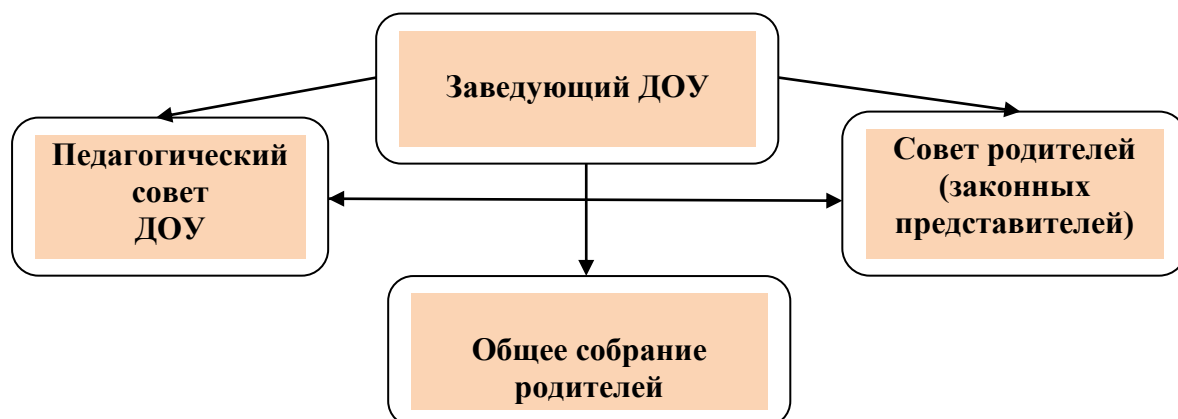 Заведующий ДОУ
Педагогический
совет
ДОУ
Совет родителей
(законных
представителей)
Общее собрание
родителей